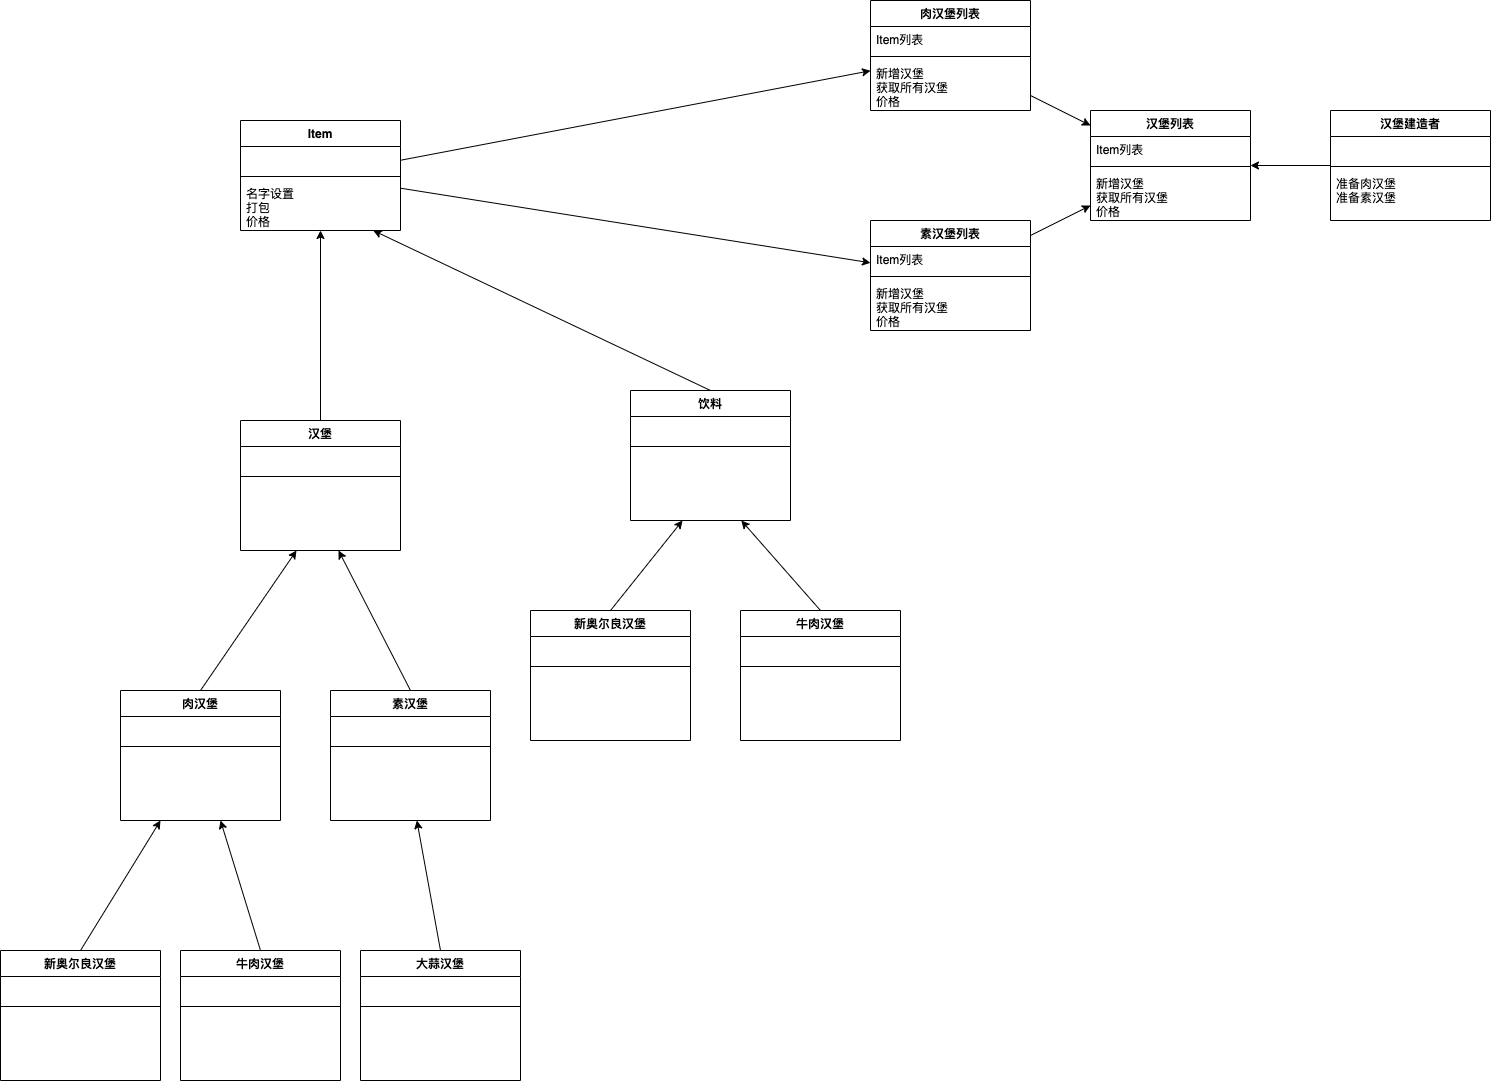 肉汉堡列表
Item列表
新增汉堡
获取所有汉堡
价格
Item
名字设置
打包
价格
汉堡列表
Item列表
新增汉堡
获取所有汉堡
价格
汉堡建造者
准备肉汉堡
准备素汉堡
素汉堡列表
Item列表
新增汉堡
获取所有汉堡
价格
饮料
汉堡
新奥尔良汉堡
牛肉汉堡
肉汉堡
素汉堡
新奥尔良汉堡
牛肉汉堡
大蒜汉堡